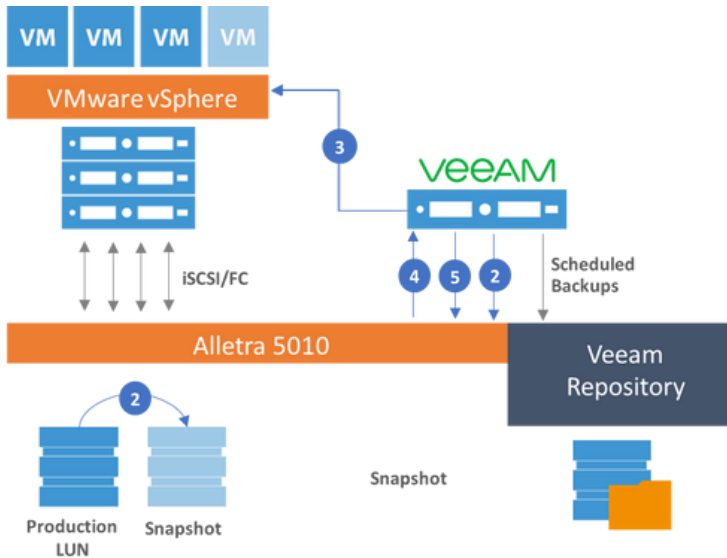 VM VM VM VM
VMware vSphere
3
veeAM
iSCSI/FC
4 5 2
Scheduled
Backups
Alletra 5010
Veeam
Repository
2
Snapshot
Production
LUN
Snapshot